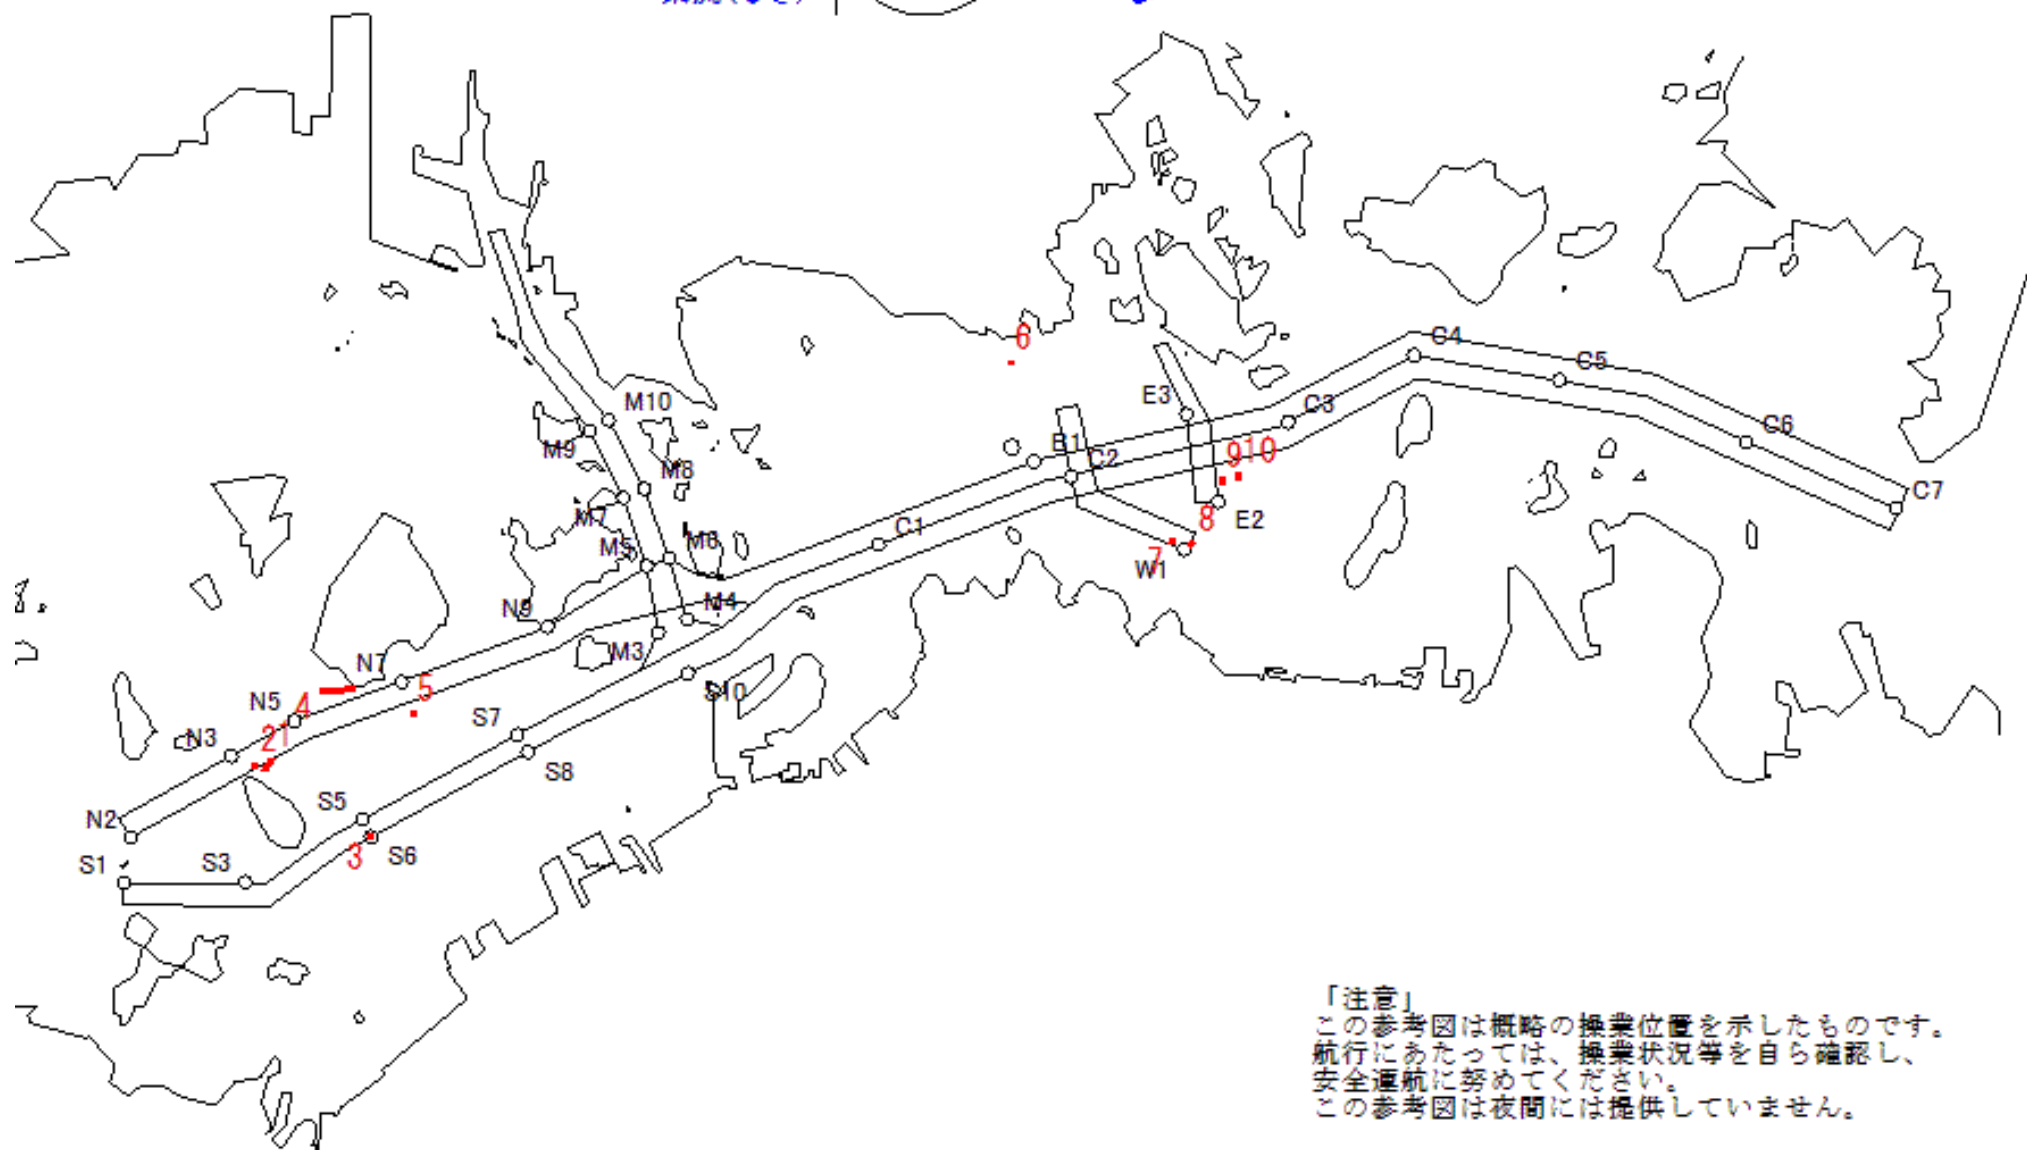 6
C4
C5
M10
E3
C3
C6
M9
B1
C2
9
10
M8
C7
M7
8
E2
C1
M5
M6
7
W1
N9
M4
M3
N7
5
S10
N5
4
S7
N3
2
1
S8
S5
N2
3
S6
S1
S3
「注意」
この参考図は概略の操業位置を示したものです。
航行にあたっては、操業状況等を自ら確認し、
安全運航に努めてください。
この参考図は夜間には提供していません。